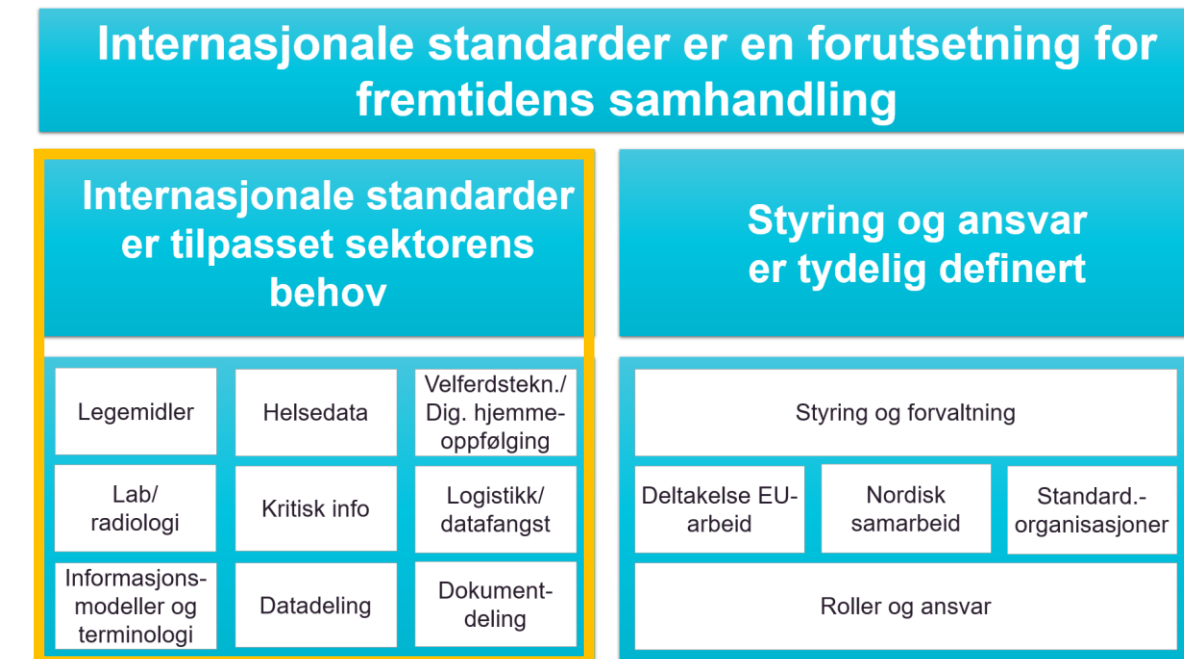 Internasjonale standarder er en forutsetning for
fremtidens samhandling
Internasjonale standarder
er tilpasset sektorens
behov
Legemidler
Helsedata
Velferdstekn./
Dig. hjemme-
oppfølging
Lab/
radiologi
Kritisk info
Logistikk/
datafangst
Informasjons-
modeller og
terminologi
Datadeling
Dokument-
deling
Styring og ansvar
er tydelig definert
Styring og forvaltning
Deltakelse EU-
arbeid
Nordisk
samarbeid
Standard.-
organisasjoner
Roller og ansvar